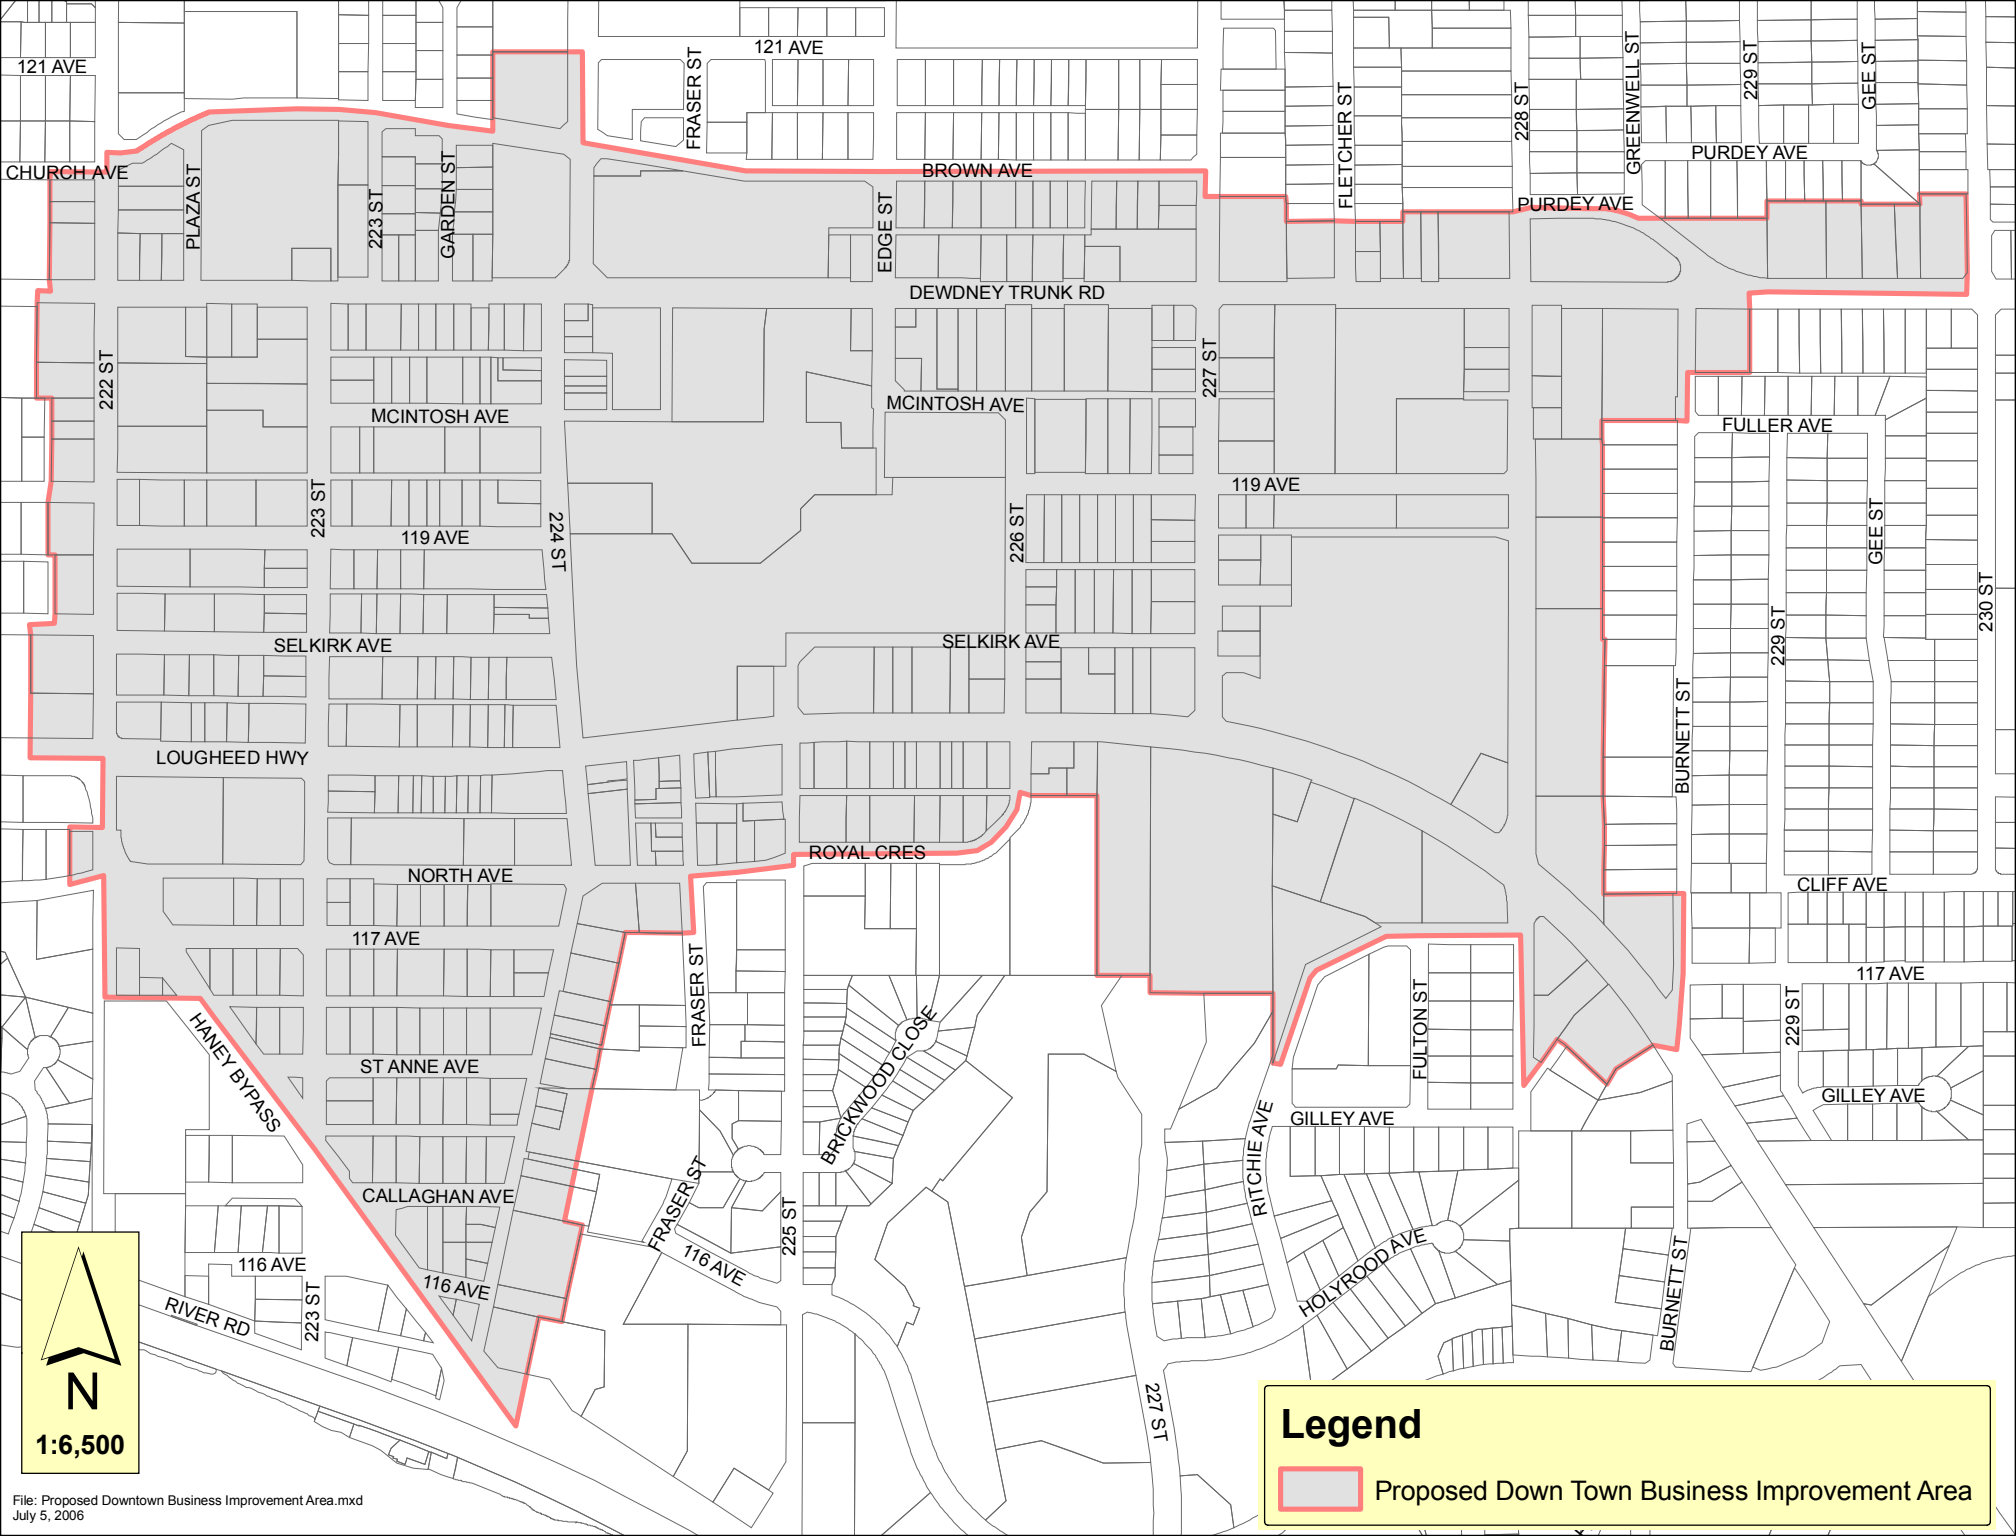 121 AVE
121 AVE
FRASER ST
FLETCHER ST
228 ST
GREENWELL ST
229 ST
GEE ST
PURDEY AVE
CHURCH AVE
PLAZA ST
223 ST
GARDEN ST
BROWN AVE
EDGE ST
PURDEY AVE
DEWDNEY TRUNK RD
222 ST
MCINTOSH AVE
MCINTOSH AVE
227 ST
FULLER AVE
223 ST
119 AVE
224 ST
226 ST
119 AVE
GEE ST
230 ST
SELKIRK AVE
SELKIRK AVE
229 ST
BURNETT ST
LOUGHEED HWY
ROYAL CRES
NORTH AVE
CLIFF AVE
117 AVE
FRASER ST
117 AVE
HANEY BYPASS
ST ANNE AVE
BRICKWOOD CLOSE
FULTON ST
229 ST
GILLEY AVE
GILLEY AVE
RITCHIE AVE
CALLAGHAN AVE
FRASER ST
225 ST
116 AVE
116 AVE
116 AVE
HOLYROOD AVE
BURNETT ST
RIVER RD
223 ST
227 ST
N
1:6,500
Legend
Proposed Down Town Business Improvement Area
File: Proposed Downtown Business Improvement Area.mxd
July 5, 2006